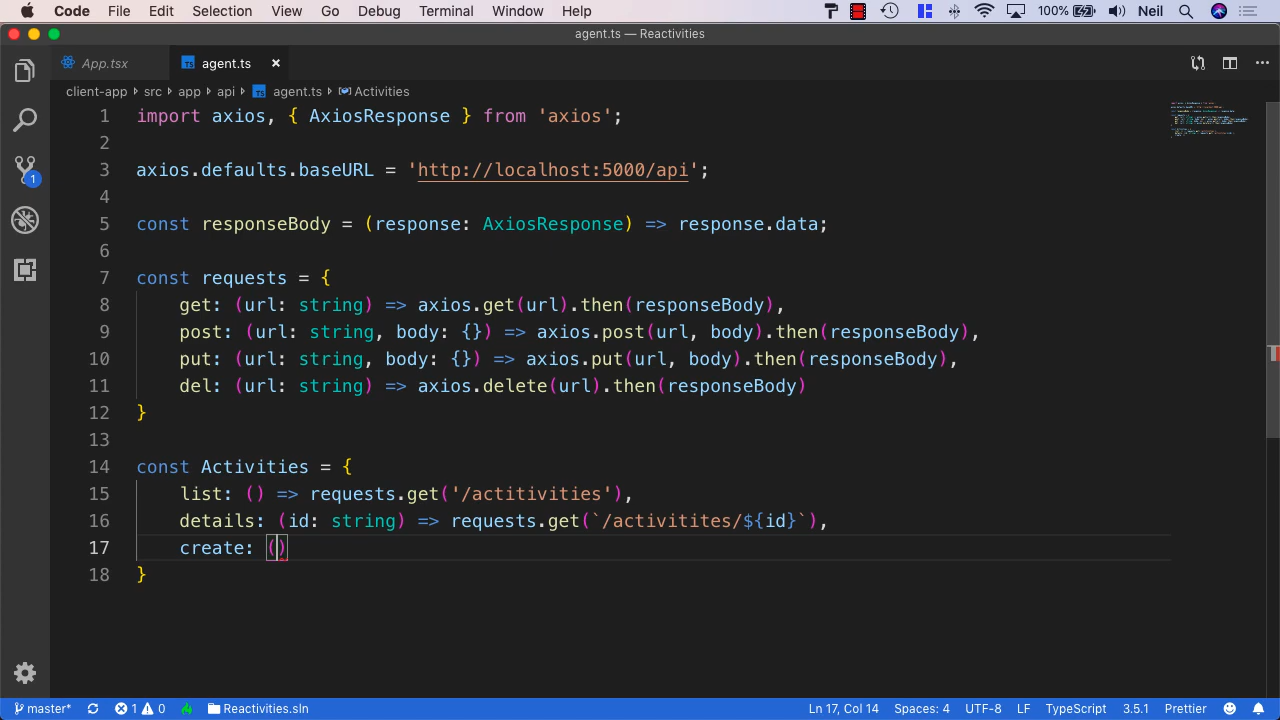 Code File Edit Selection View Go Debug Terminal Window Help 100% Neil
agent.ts — Reactivities
App.tsx TS agent.ts ×
client-app › src › app › api › TS agent.ts › Activities
1 import axios, { AxiosResponse } from 'axios';
2
3 axios.defaults.baseURL = 'http://localhost:5000/api';
4
5 const responseBody = (response: AxiosResponse) => response.data;
6
7 const requests = {
8 get: (url: string) => axios.get(url).then(responseBody),
9 post: (url: string, body: {}) => axios.post(url, body).then(responseBody),
10 put: (url: string, body: {}) => axios.put(url, body).then(responseBody),
11 del: (url: string) => axios.delete(url).then(responseBody)
12 }
13
14 const Activities = {
15 list: () => requests.get('/actitivities'),
16 details: (id: string) => requests.get(`/activitites/${id}`),
17 create: ()
18 }
1
master* 1 0 Reactivities.sln Ln 17, Col 14 Spaces: 4 UTF-8 LF TypeScript 3.5.1 Prettier